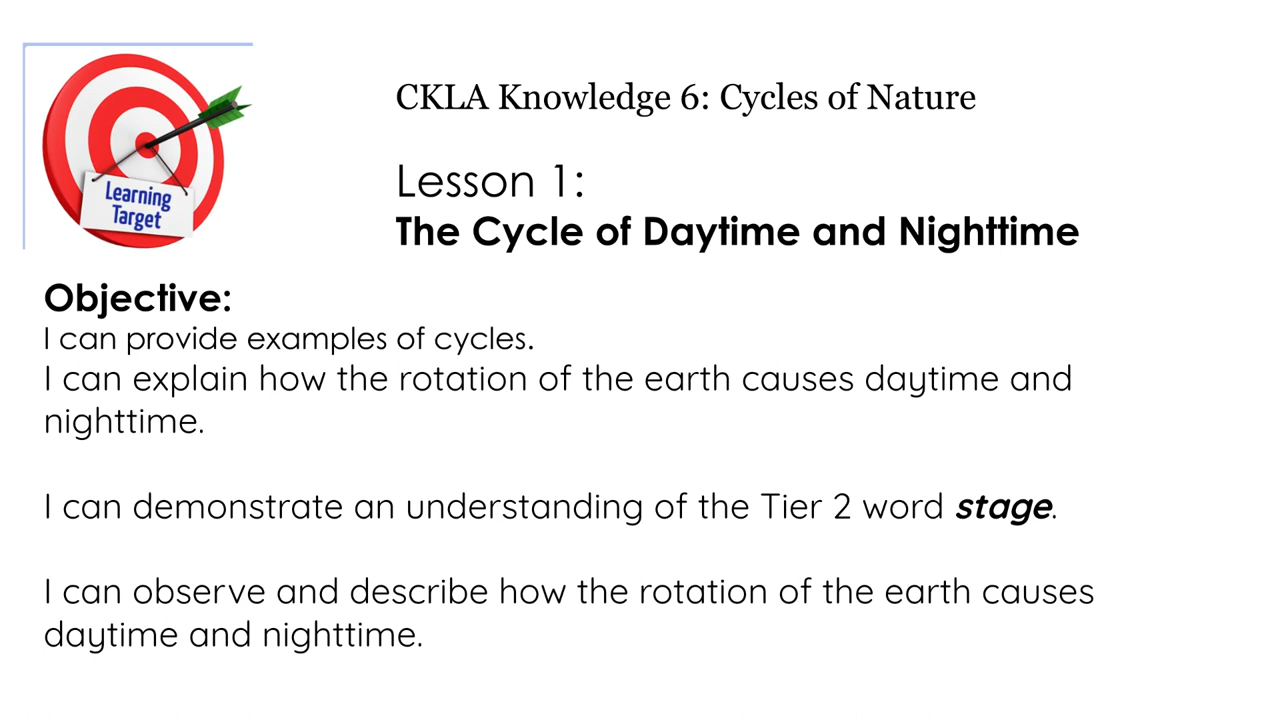 Learning
Target
CKLA Knowledge 6: Cycles of Nature
Lesson 1:
The Cycle of Daytime and Nighttime
Objective:
I can provide examples of cycles.
I can explain how the rotation of the earth causes daytime and
nighttime.
I can demonstrate an understanding of the Tier 2 word stage.
I can observe and describe how the rotation of the earth causes
daytime and nighttime.